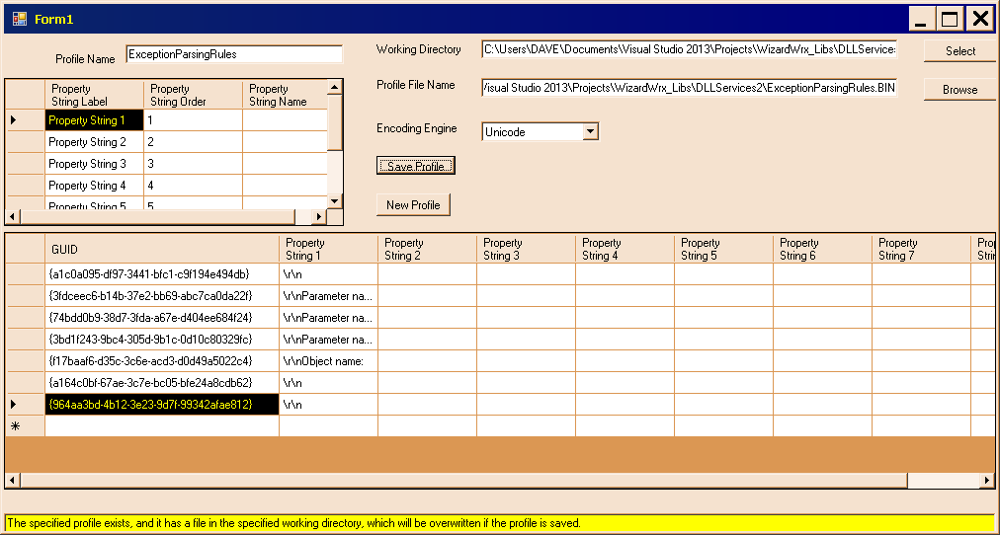 Form1
Profile Name ExceptionParsingRules
Working Directory C:\Users\DAVE\Documents\Visual Studio 2013\Projects\WizardWrx_Libs\DLLService: Select
Profile File Name /isual Studio 2013\Projects\WizardWrx_Libs\DLLServices2\ExceptionParsingRules.BIN Browse
Encoding Engine Unicode
Save Profile
New Profile
Property String Label Property String Order Property String Name
Property String 1 1
Property String 2 2
Property String 3 3
Property String 4 4
Property String 5 5
GUID Property String 1 Property String 2 Property String 3 Property String 4 Property String 5 Property String 6 Property String 7
{a1c0a095-df97-3441-bfc1-c9f194e494db} \r\n
{3fdceec6-b14b-37e2-bb69-abc7ca0da22f} \r\nParameter na...
{74bdd0b9-38d7-3fda-a67e-d404ee684f24} \r\nParameter na...
{3bd1f243-9bc4-305d-9b1c-0d10c80329fc} \r\nParameter na...
{f17baaf6-d35c-3c6e-acd3-d0d49a5022c4} \r\nObject name:
{a164c0bf-67ae-3c7e-bc05-bfe24a8cdb62} \r\n
{964aa3bd-4b12-3e23-9d7f-99342afae812} \r\n
The specified profile exists, and it has a file in the specified working directory, which will be overwritten if the profile is saved.